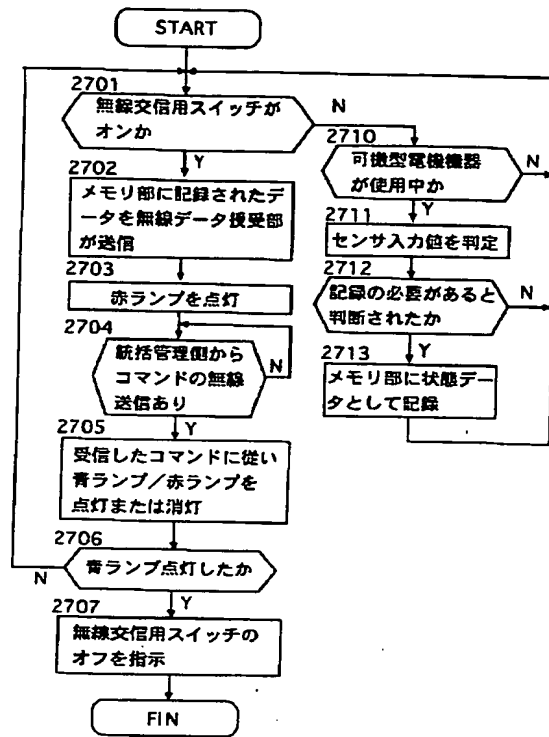 START
2701
無線交信用スイッチが
オンか
N
Y
2702
メモリ部に記録されたデ
ータを無線データ授受部
が送信
2703
赤ランプを点灯
2704
統括管理側から
コマンドの無線
送信あり
N
Y
2705
受信したコマンドに従い
青ランプ/赤ランプを
点灯または消灯
2706
青ランプ点灯したか
N
Y
2707
無線交信用スイッチの
オフを指示
FIN
2710
可搬型電機機器
が使用中か
N
Y
2711
センサ入力値を判定
2712
記録の必要があると
判断されたか
N
Y
2713
メモリ部に状態デー
タとして記録